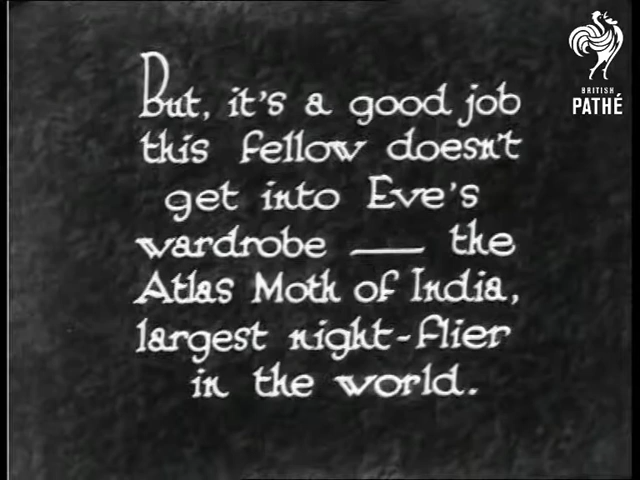 But, it's a good job
this fellow doesn't
get into Eve's
wardrobe — the
Atlas Moth of India,
largest night-flier
in the world.
BRITISH
PATHÉ